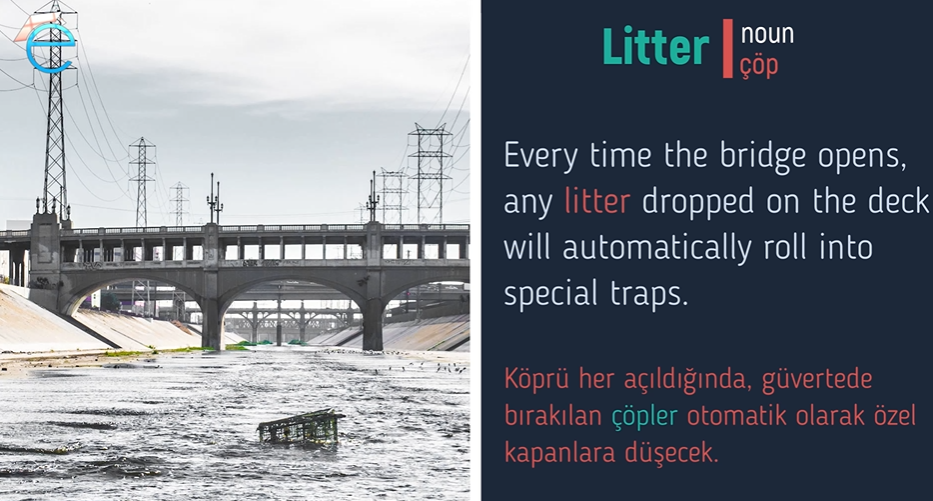 e
Litter
noun
çöp
Every time the bridge opens,
any litter dropped on the deck
will automatically roll into
special traps.
Köprü her açıldığında, güvertede
bırakılan çöpler otomatik olarak özel
kapanlara düşecek.